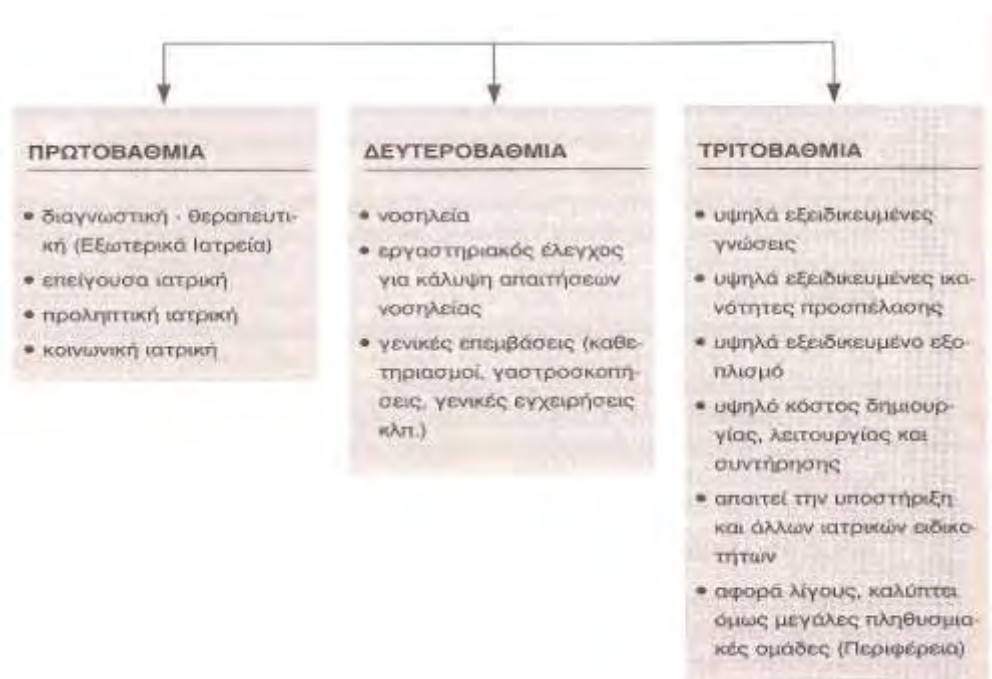 ΠΡΩΤΟΒΑΘΜΙΑ
• διαγνωστική - θεραπευτι-
κή (Εξωτερικά Ιατρεία)
• επείγουσα ιατρική
• προληπτική ιατρική
• κοινωνική ιατρική
ΔΕΥΤΕΡΟΒΑΘΜΙΑ
• νοσηλεία
• εργαστηριακός έλεγχος
για κάλυψη απαιτήσεων
νοσηλείας
• γενικές επεμβάσεις (καθε-
τηριασμοί, γαστροσκοπή-
σεις, γενικές εγχειρήσεις
κλπ.)
ΤΡΙΤΟΒΑΘΜΙΑ
• υψηλά εξειδικευμένες
γνώσεις
• υψηλά εξειδικευμένες ικα-
νότητες προσπέλασης
• υψηλά εξειδικευμένο εξο-
πλισμό
• υψηλό κόστος δημιουρ-
γίας, λειτουργίας και
συντήρησης
• απαιτεί την υποστήριξη
και άλλων ιατρικών ειδικο-
τήτων
• αφορά λίγους, καλύπτει
όμως μεγάλες πληθυσμια-
κές ομάδες (Περιφέρεια)